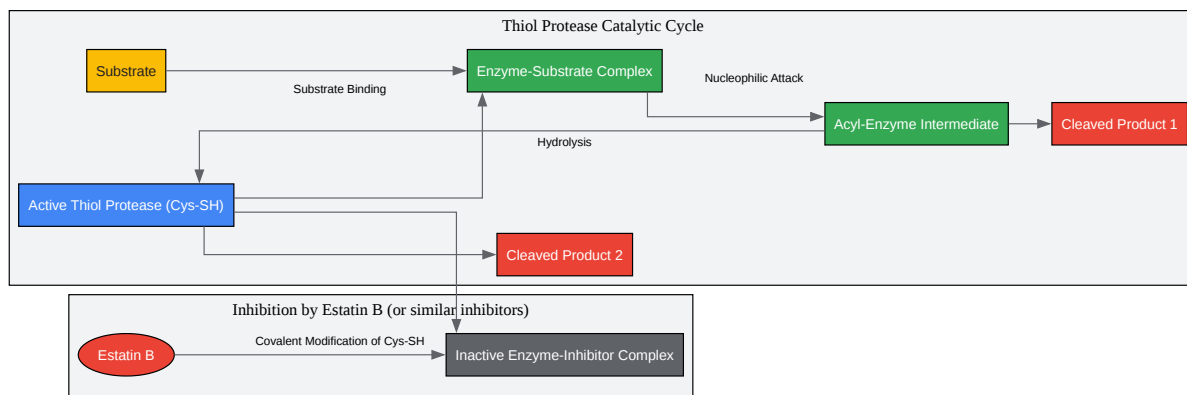 Thiol Protease Catalytic Cycle
Substrate
Enzyme-Substrate Complex
Nucleophilic Attack
Substrate Binding
Acyl-Enzyme Intermediate
Cleaved Product 1
Hydrolysis
Active Thiol Protease (Cys-SH)
Cleaved Product 2
Inhibition by Estatin B (or similar inhibitors)
Covalent Modification of Cys-SH
Estatin B
Inactive Enzyme-Inhibitor Complex